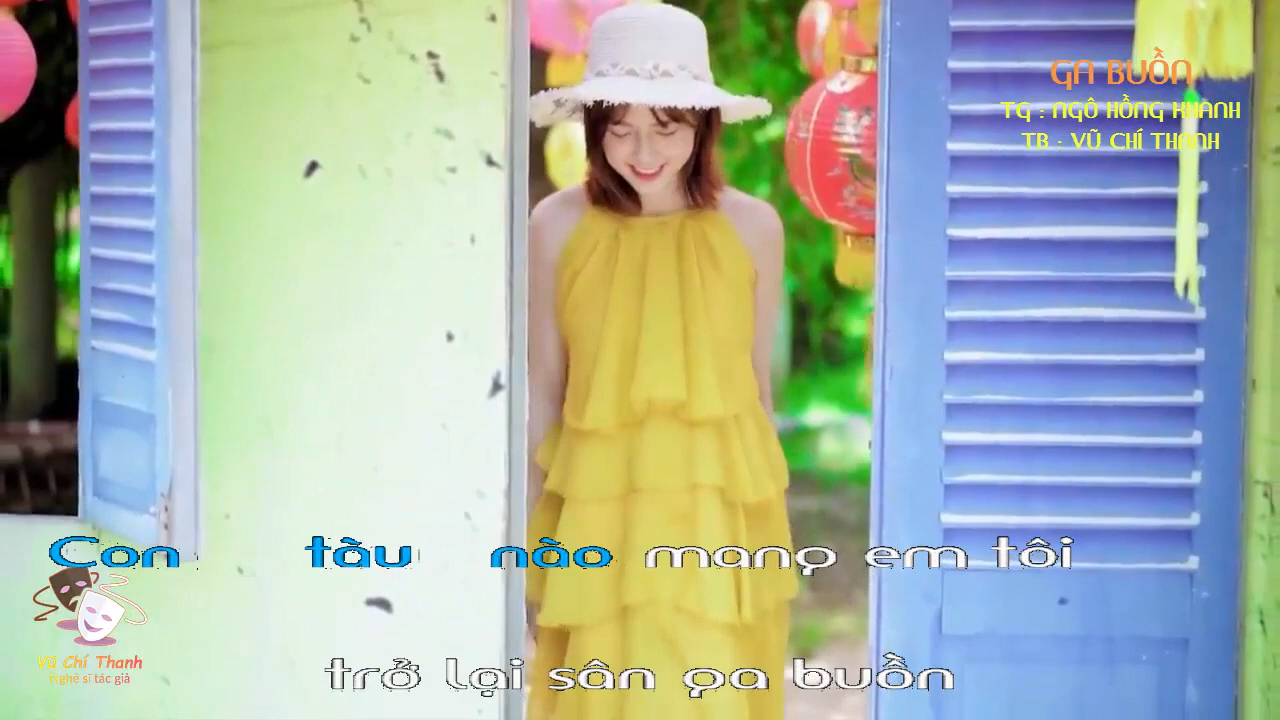 GA BUỒN
TG : NGÔ HỒNG KHANH
TB : VŨ CHÍ THANH
Con tàu nào mang em tôi
trở lại sân ga buồn
Vũ Chí Thanh
Nghệ sĩ tác giả